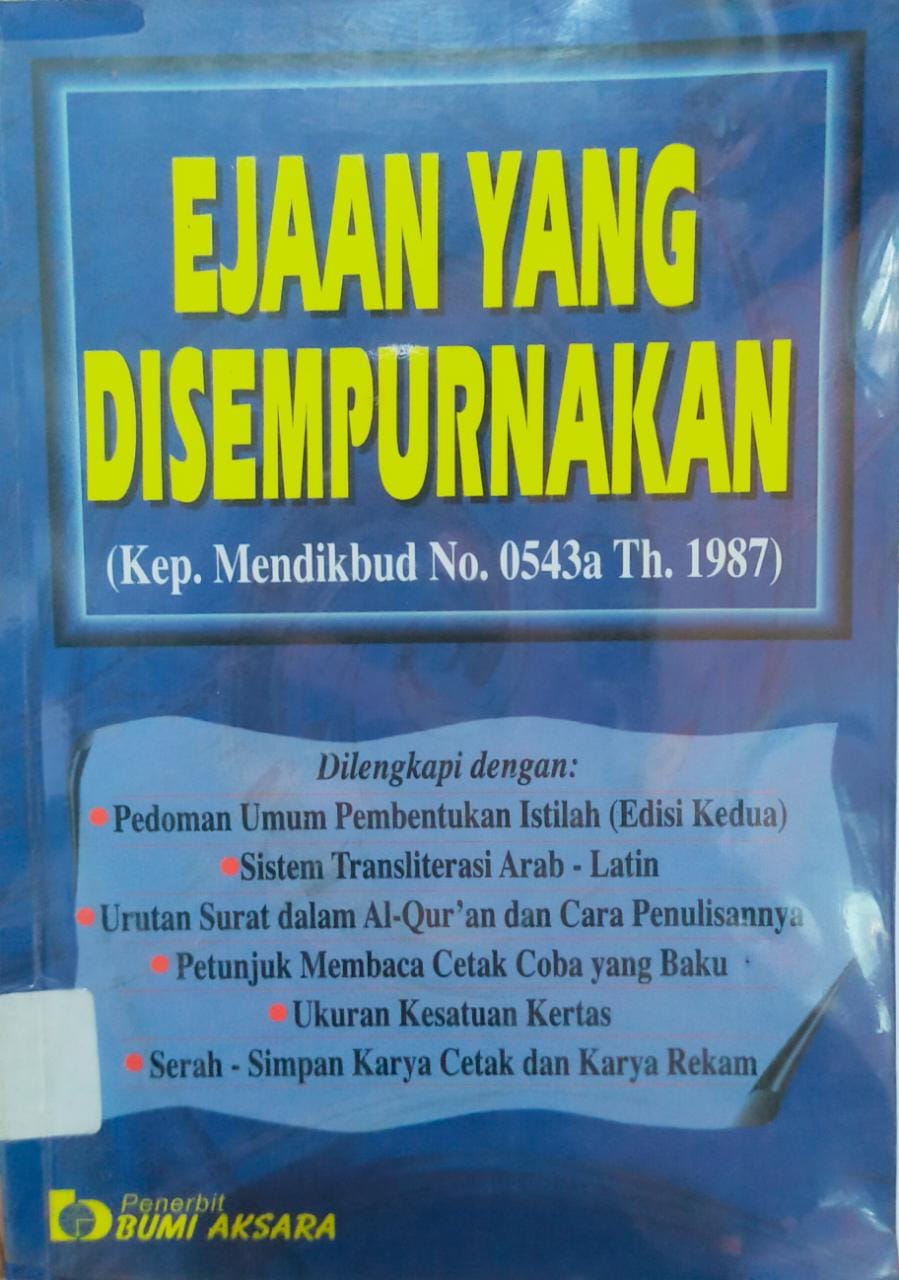 EJAAN YANG
DISEMPURNAKAN
(Kep. Mendikbud No. 0543a Th. 1987)
Dilengkapi dengan:
• Pedoman Umum Pembentukan Istilah (Edisi Kedua)
• Sistem Transliterasi Arab - Latin
• Urutan Surat dalam Al-Qur'an dan Cara Penulisannya
• Petunjuk Membaca Cetak Coba yang Baku
• Ukuran Kesatuan Kertas
• Serah - Simpan Karya Cetak dan Karya Rekam
Penerbit
BUMI AKSARA